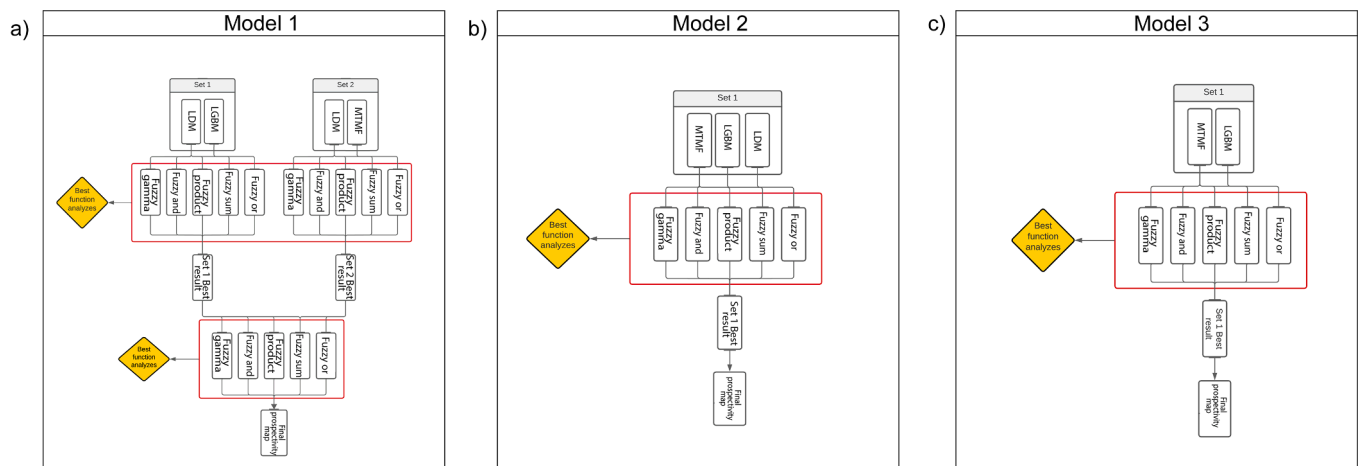 a)
Model 1
Set 1
LDM
LGBM
Set 2
LDM
MTMF
Fuzzy
gamma
Fuzzy and
Fuzzy
product
Fuzzy sum
Fuzzy or
Fuzzy
gamma
Fuzzy and
Fuzzy
product
Fuzzy sum
Fuzzy or
Best
function
analyzes
Set 1 Best
result
Set 2 Best
result
Fuzzy
gamma
Fuzzy and
Fuzzy
product
Fuzzy sum
Fuzzy or
Best
function
analyzes
Final
prospectivity
map
b)
Model 2
Set 1
MTMF
LGBM
LDM
Fuzzy
gamma
Fuzzy and
Fuzzy
product
Fuzzy sum
Fuzzy or
Best
function
analyzes
Set 1 Best
result
Final
prospectivity
map
c)
Model 3
Set 1
MTMF
LGBM
Fuzzy
gamma
Fuzzy and
Fuzzy
product
Fuzzy sum
Fuzzy or
Best
function
analyzes
Set 1 Best
result
Final
prospectivity
map